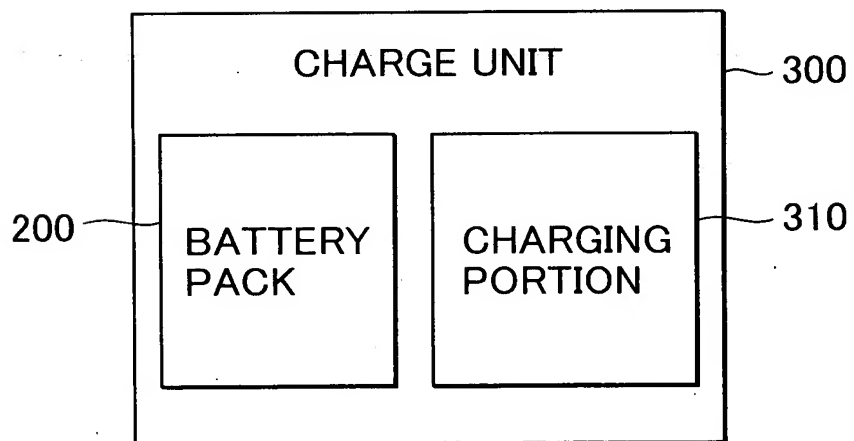 CHARGE UNIT
300
200
BATTERY
PACK
CHARGING
PORTION
310